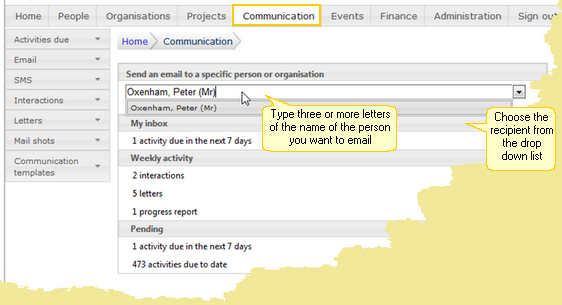 Home People Organisations Projects Communication Events Finance Administration Sign out
Activities due
Email
SMS
Interactions
Letters
Mail shots
Communication
templates
Home Communication
Send an email to a specific person or organisation
Oxenham, Peter (Mr)
Oxenham, Peter (Mr)
Type three or more letters
of the name of the person
you want to email
Choose the
recipient from
the drop
down list
My inbox
1 activity due in the next 7 days
Weekly activity
2 interactions
5 letters
1 progress report
Pending
1 activity due in the next 7 days
473 activities due to date